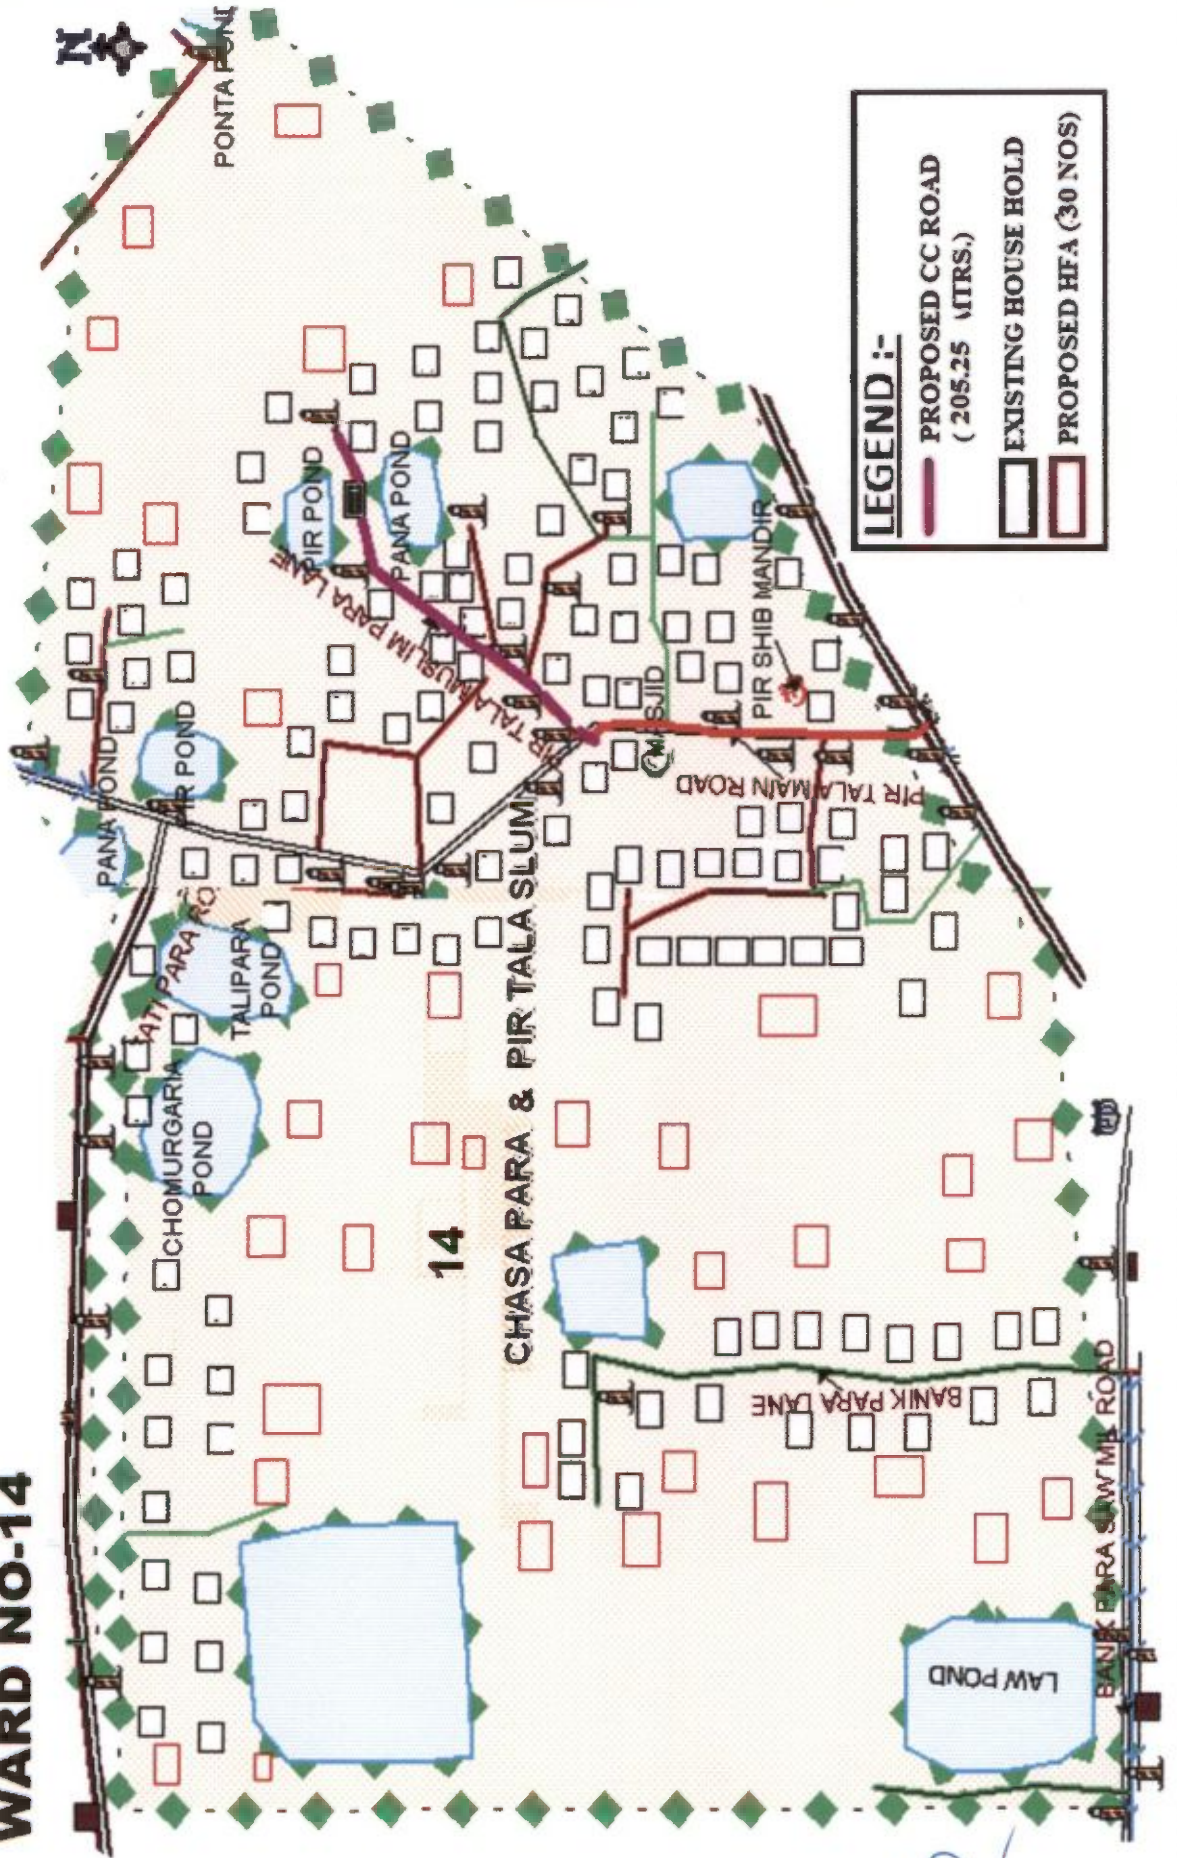 WARD NO-14
N
PONTA POND
PIR POND
PANA POND
PIR TALA MUSLIM PARA LANE
PANA POND
PIR POND
TALIPARA
POND
CHOMURGARIA
POND
14
CHASA PARA & PIR TALA SLUM
MASJID
PIR SHIB MANDIR
PIR TALA MAIN ROAD
BANIK PARA LANE
LAW POND
BANIK PARA SAW MIL ROAD
LEGEND :-
PROPOSED CC ROAD
( 205.25 MTRS.)
EXISTING HOUSE HOLD
PROPOSED HFA (30 NOS)